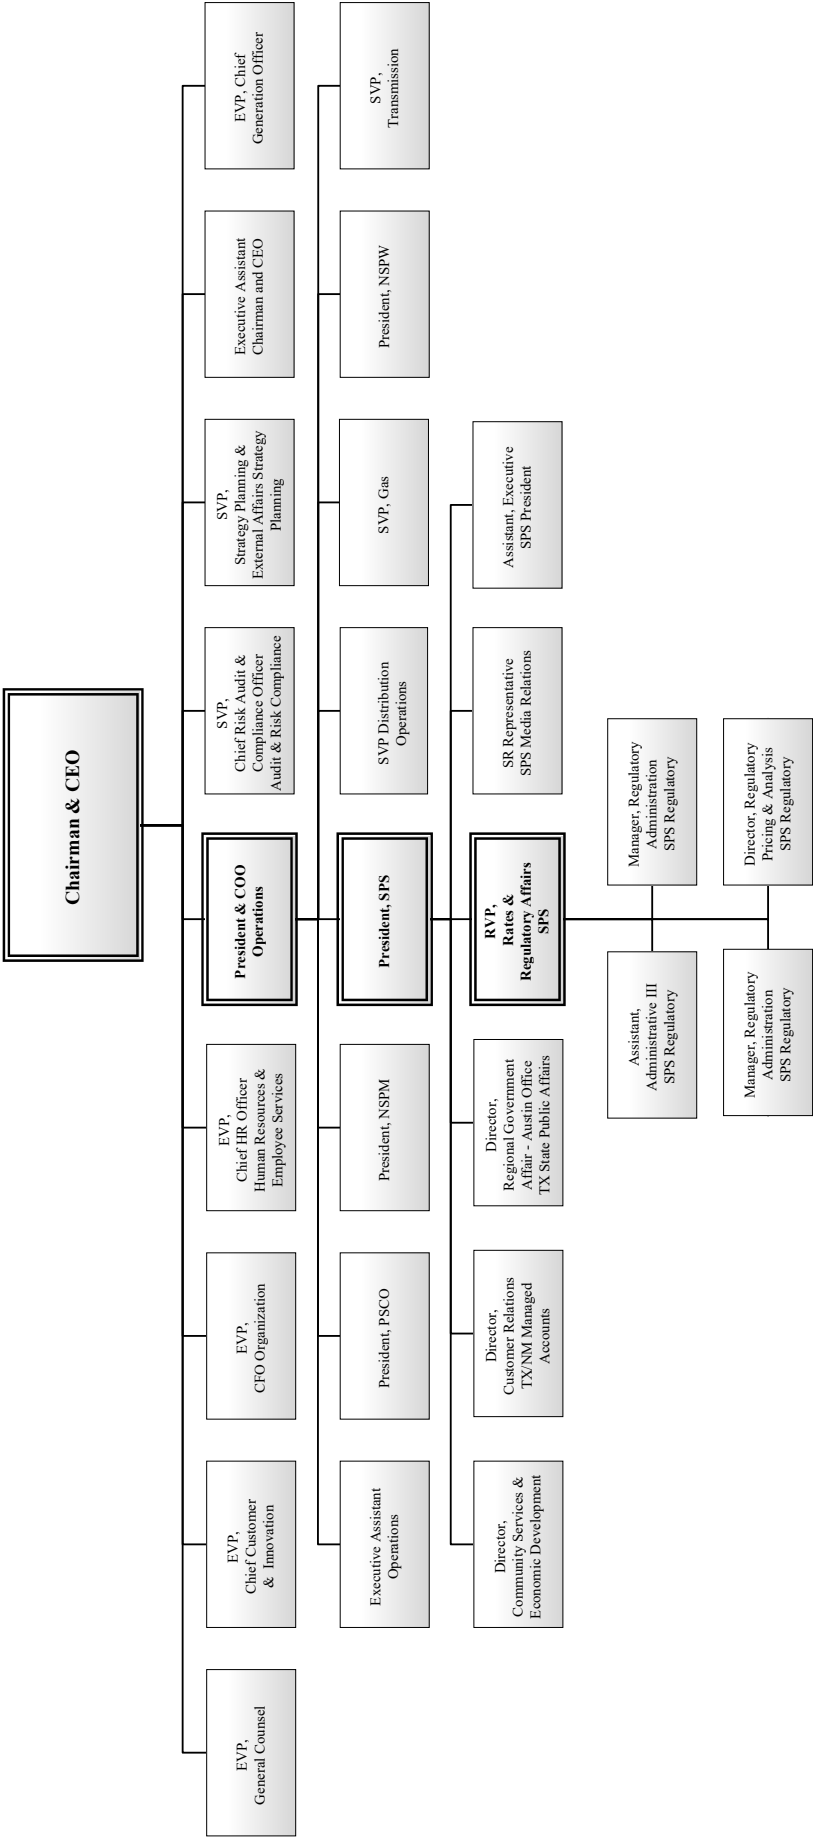 Chairman & CEO
EVP,
General Counsel
EVP,
Chief Customer
& Innovation
EVP,
CFO Organization
EVP,
Chief HR Officer
Human Resources &
Employee Services
President & COO
Operations
SVP,
Chief Risk Audit &
Compliance Officer
Audit & Risk Compliance
SVP,
Strategy Planning &
External Affairs Strategy
Planning
Executive Assistant
Chairman and CEO
EVP, Chief
Generation Officer
Executive Assistant
Operations
President, PSCO
President, NSPM
President, SPS
SVP Distribution
Operations
SVP, Gas
President, NSPW
SVP,
Transmission
Director,
Community Services &
Economic Development
Director,
Customer Relations
TX/NM Managed
Accounts
Director,
Regional Government
Affair - Austin Office
TX State Public Affairs
RVP,
Rates &
Regulatory Affairs
SPS
SR Representative
SPS Media Relations
Assistant, Executive
SPS President
Assistant,
Administrative III
SPS Regulatory
Manager, Regulatory
Administration
SPS Regulatory
Manager, Regulatory
Administration
SPS Regulatory
Director, Regulatory
Pricing & Analysis
SPS Regulatory